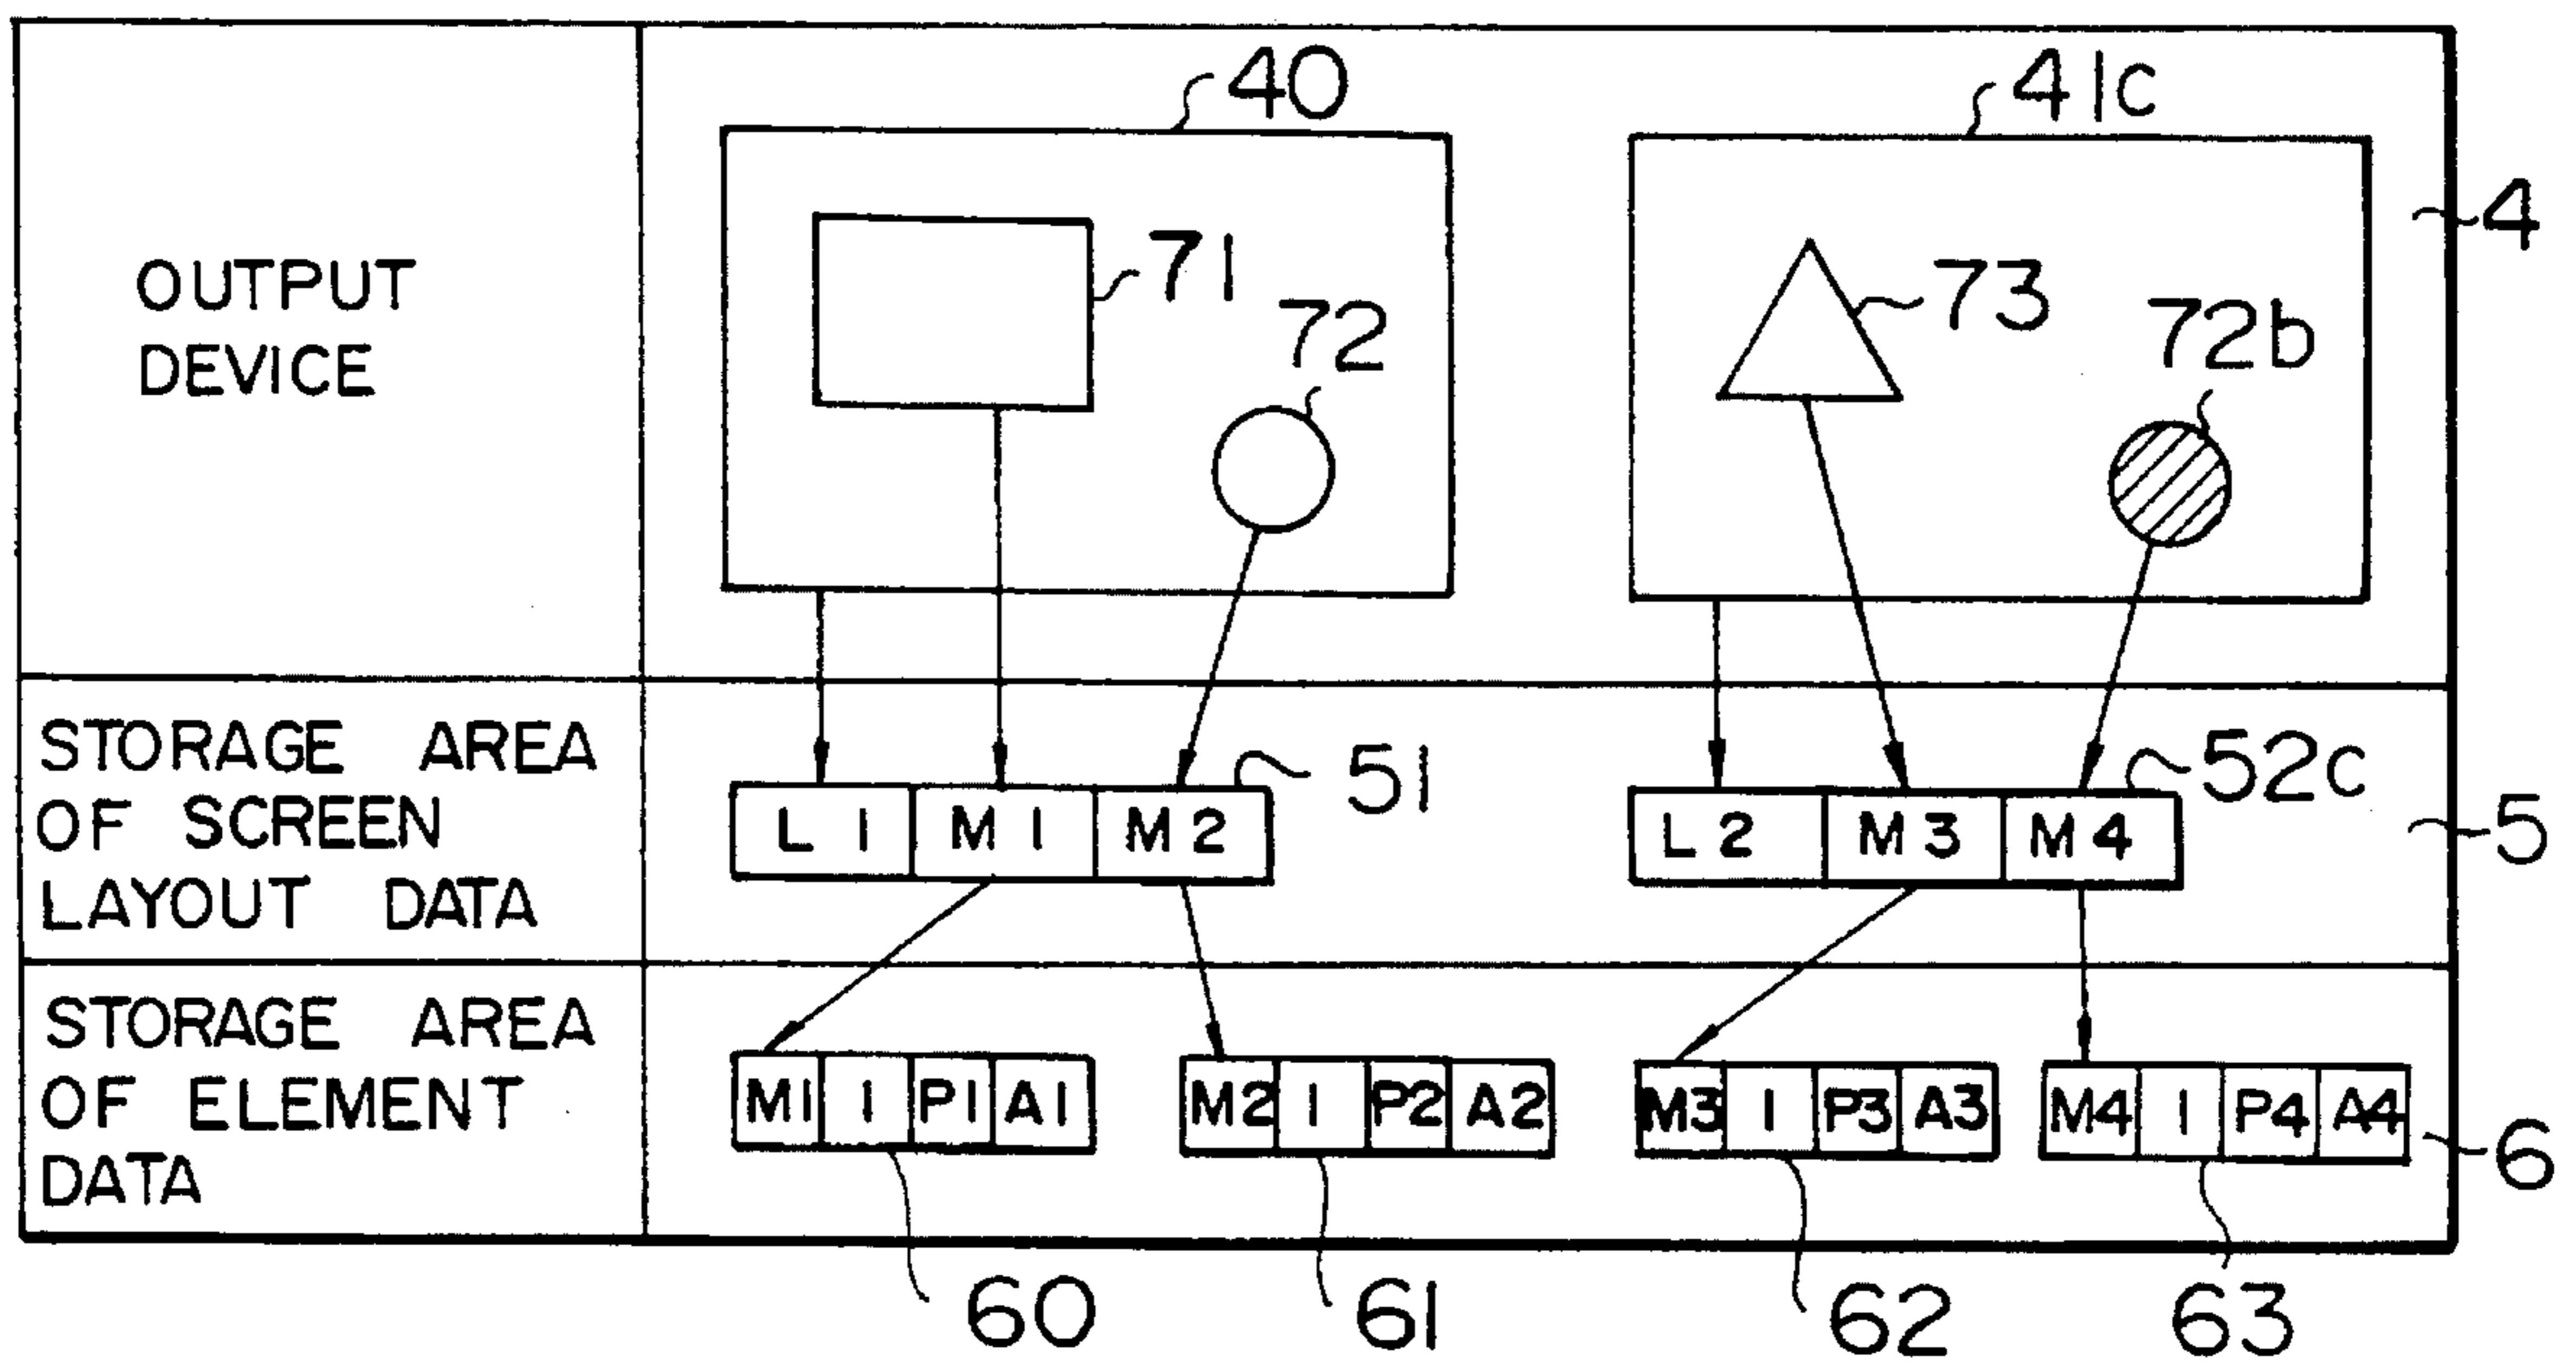 40
41c
4
OUTPUT
DEVICE
71
72
73
72b
STORAGE AREA
OF SCREEN
LAYOUT DATA
51
52c
L 1 M 1 M 2
L 2 M 3 M 4
5
STORAGE AREA
OF ELEMENT
DATA
M1 1 P1 A1
M2 1 P2 A2
M3 1 P3 A3
M4 1 P4 A4
6
60
61
62
63